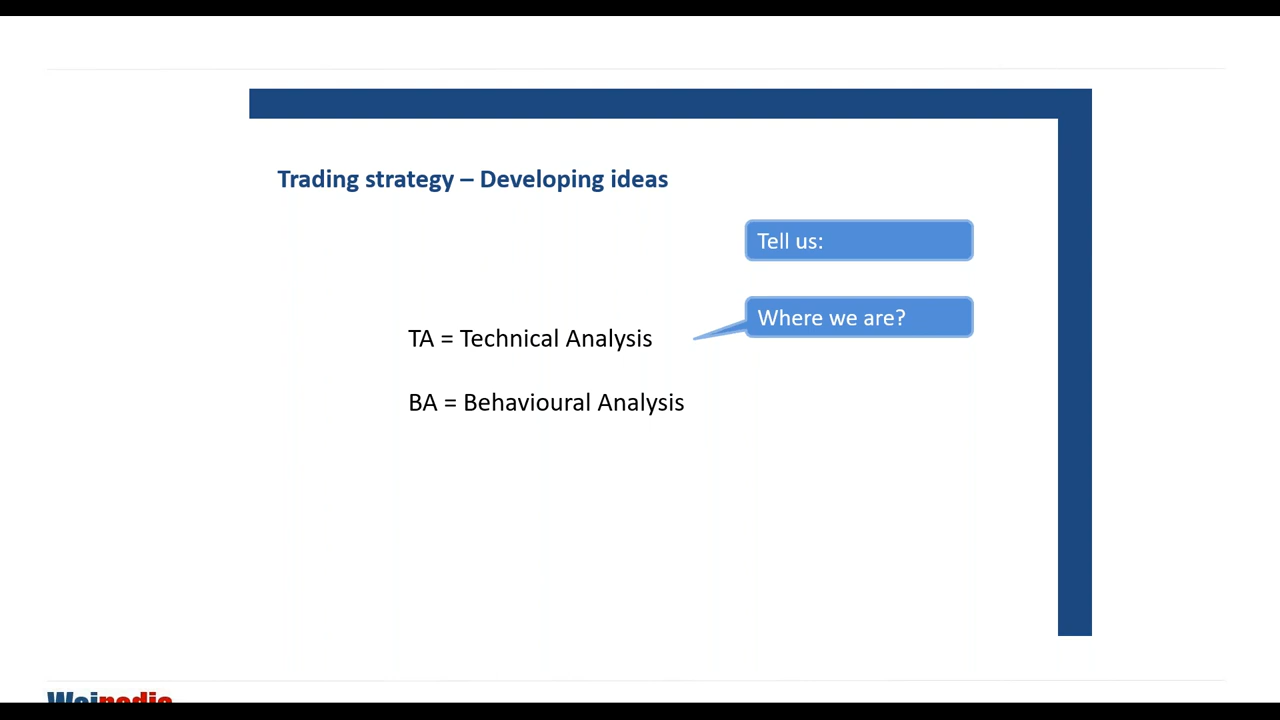 Trading strategy – Developing ideas
Tell us:
Where we are?
TA = Technical Analysis
BA = Behavioural Analysis